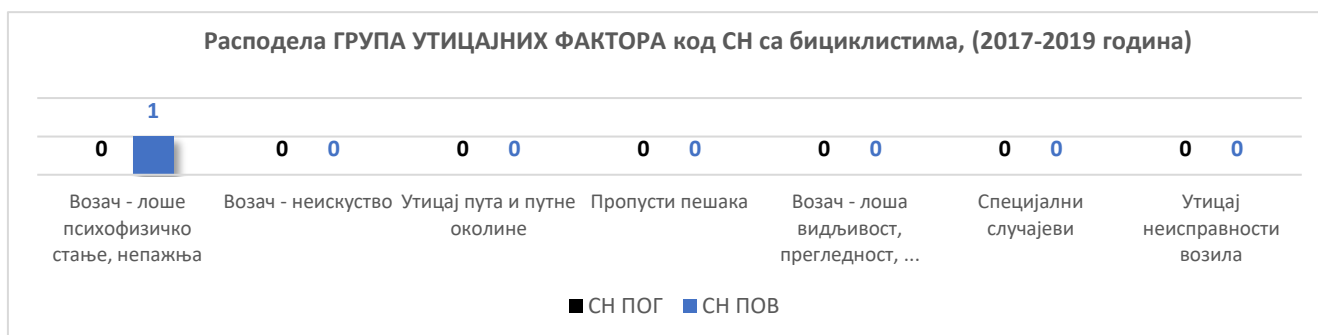 Расподела ГРУПА УТИЦАЈНИХ ФАКТОРА код СН са бициклистима, (2017-2019 година)
1
0 0 0 0 0 0 0 0 0 0 0 0 0
Возач - лоше психофизичко стање, непажња
Возач - неискуство
Утицај пута и путне околине
Пропусти пешака
Возач - лоша видљивост, прегледност, ...
Специјални случајеви
Утицај неисправности возила
СН ПОГ СН ПОВ